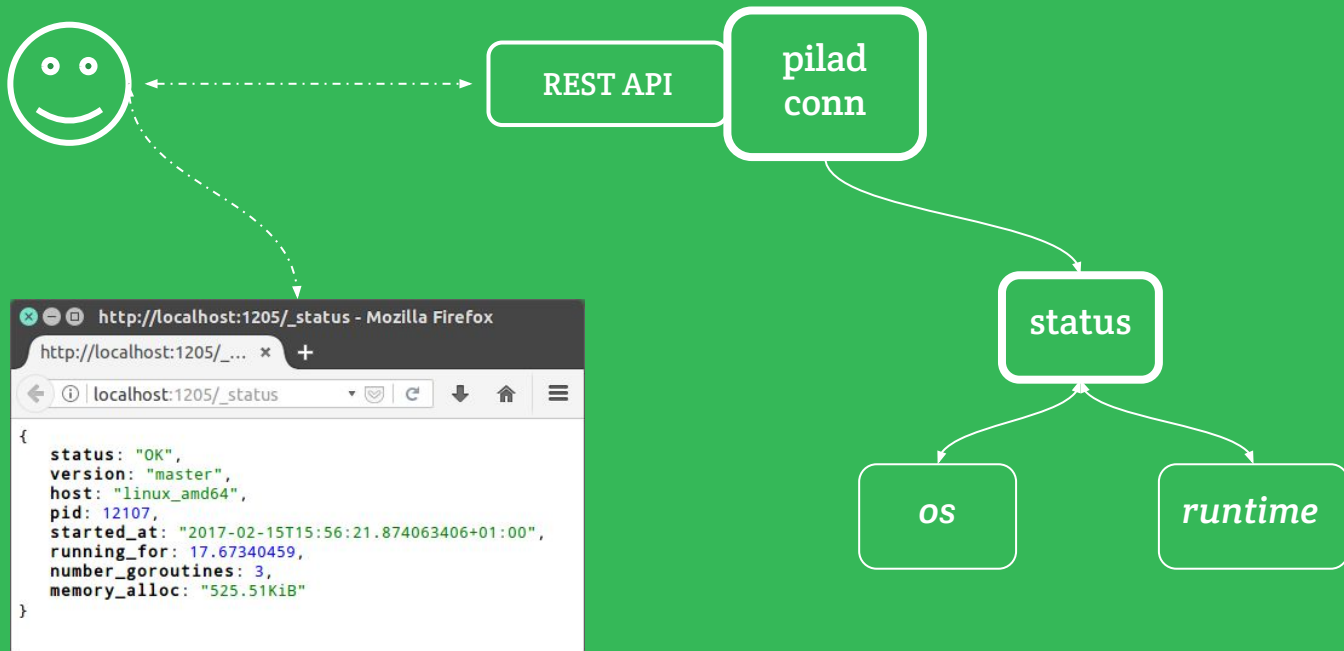 REST API
pilad
conn
status
os
runtime
http://localhost:1205/_status - Mozilla Firefox
http://localhost:1205/_...
localhost:1205/_status
{
status: "OK",
version: "master",
host: "linux_amd64",
pid: 12107,
started_at: "2017-02-15T15:56:21.874063406+01:00",
running_for: 17.67340459,
number_goroutines: 3,
memory_alloc: "525.51KiB"
}